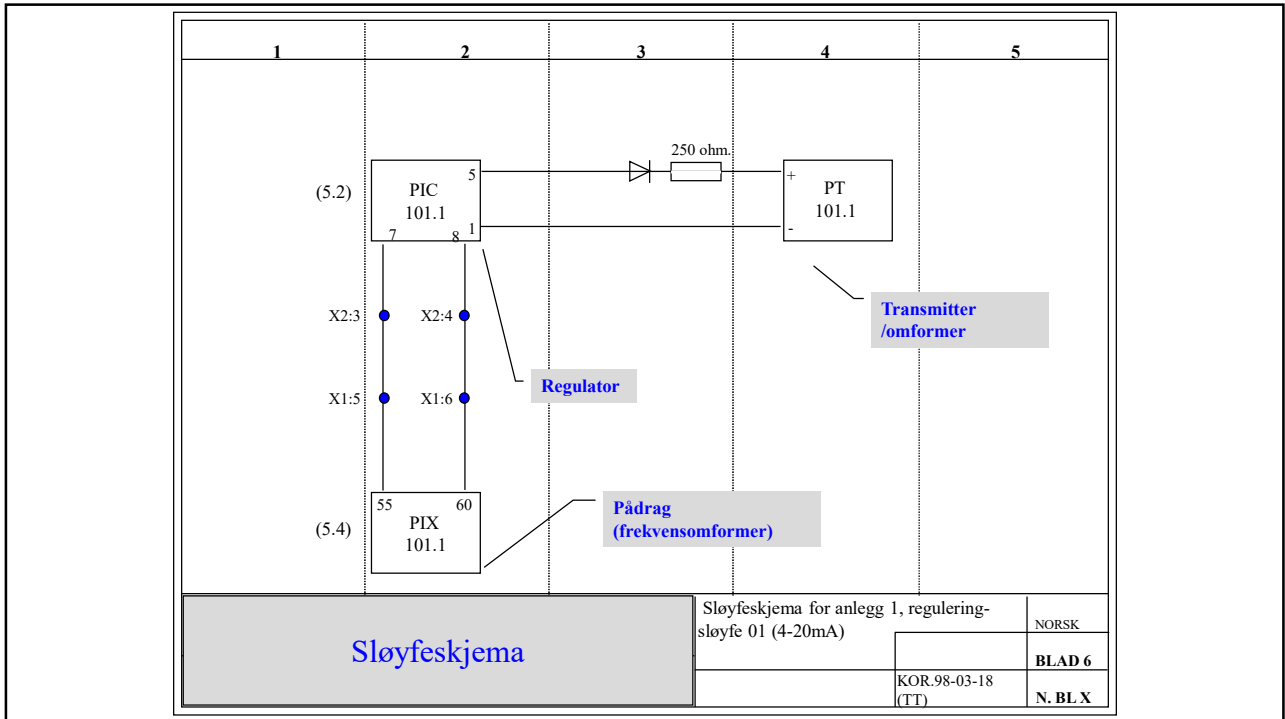 1 2 3 4 5
250 ohm.
(5.2)
PIC
101.1
5
1
7
8
+
-
PT
101.1
X2:3
X2:4
Transmitter
/omformer
Regulator
X1:5
X1:6
55
60
PIX
101.1
(5.4)
Pådrag
(frekvensomformer)
Sløyfeskjema
Sløyfeskjema for anlegg 1, regulering-
sløyfe 01 (4-20mA)
NORSK
BLAD 6
KOR.98-03-18
(TT)
N. BL X